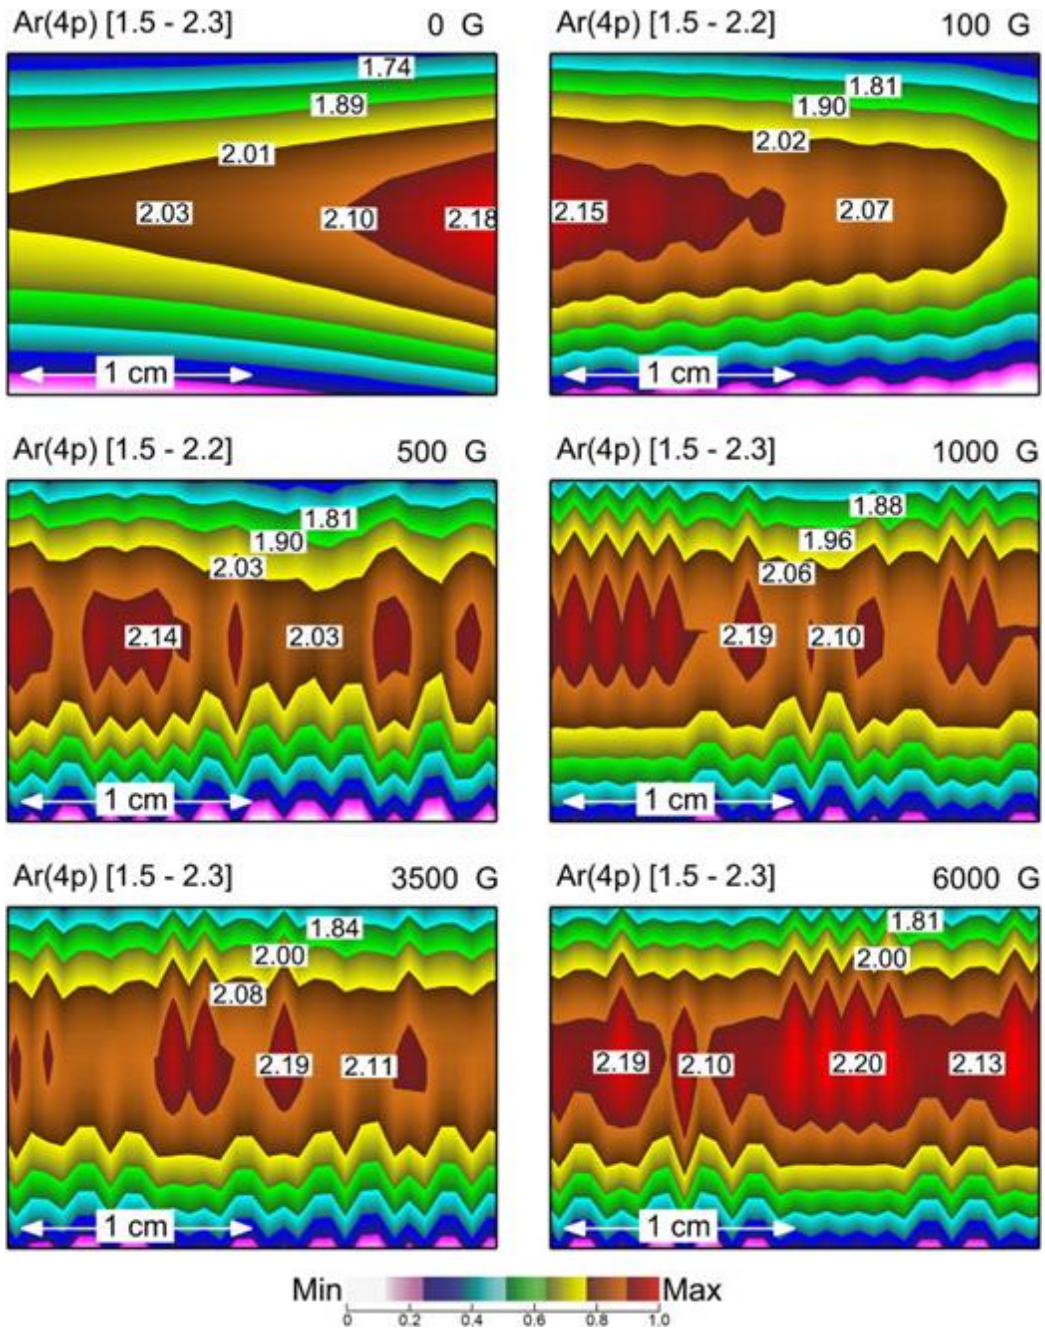 Ar(4p) [1.5 - 2.3] 0 G
1.74
1.89
2.01
2.03 2.10 2.18
1 cm
Ar(4p) [1.5 - 2.2] 100 G
1.81
1.90
2.02
2.15 2.07
1 cm
Ar(4p) [1.5 - 2.2] 500 G
1.81
1.90
2.03
2.14 2.03
1 cm
Ar(4p) [1.5 - 2.3] 1000 G
1.88
1.96
2.06
2.19 2.10
1 cm
Ar(4p) [1.5 - 2.3] 3500 G
1.84
2.00
2.08
2.19 2.11
1 cm
Ar(4p) [1.5 - 2.3] 6000 G
1.81
2.00
2.19 2.10 2.20 2.13
1 cm
Min Max
0 0.2 0.4 0.6 0.8 1.0